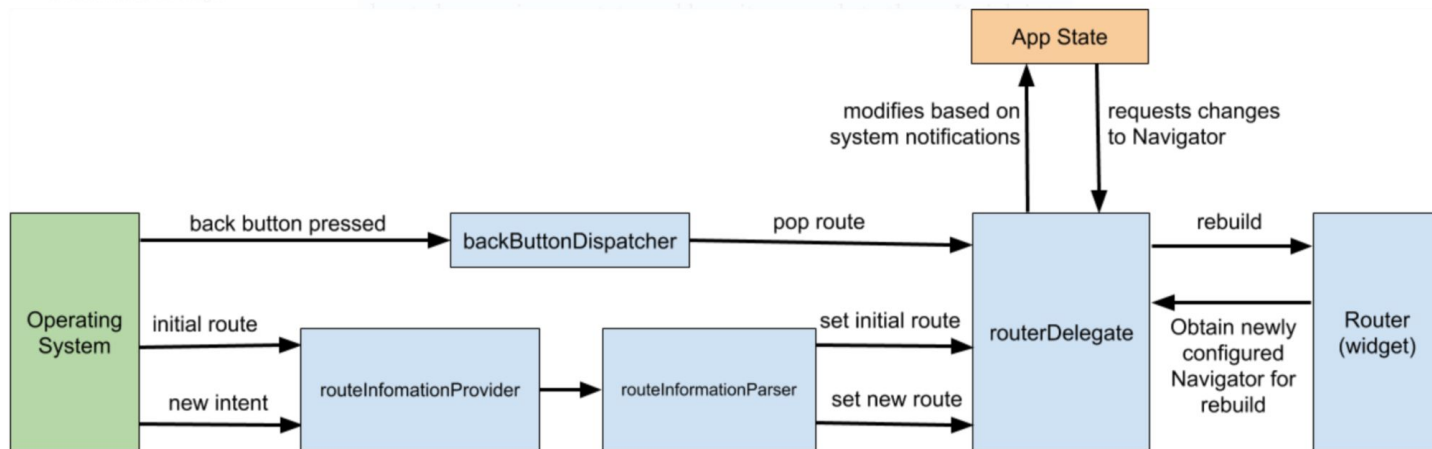 App State
modifies based on
system notifications
requests changes
to Navigator
back button pressed
backButtonDispatcher
pop route
rebuild
Operating
System
initial route
set initial route
routerDelegate
Obtain newly
configured
Navigator for
rebuild
Router
(widget)
routeInfomationProvider
routeInformationParser
new intent
set new route